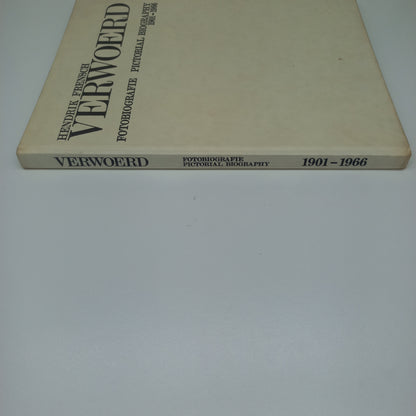 HENDRIK FRENSCH
VERWOERD
FOTOBIOGRAFIE PICTORIAL BIOGRAPHY
1901-1966
VERWOERD
FOTOBIOGRAFIE
PICTORIAL BIOGRAPHY
1901-1966